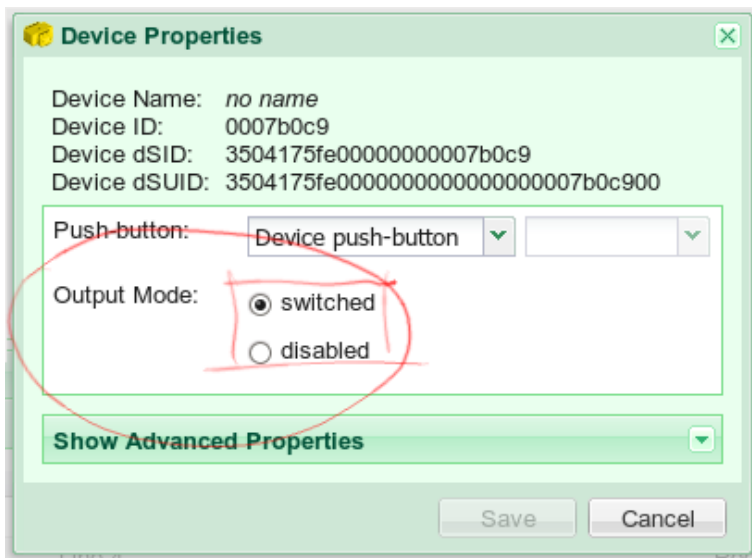 Device Properties
Device Name: no name
Device ID: 0007b0c9
Device dSID: 3504175fe00000000007b0c9
Device dSUID: 3504175fe0000000000000000007b0c900
Push-button: Device push-button
Output Mode: switched
disabled
Show Advanced Properties
Save Cancel